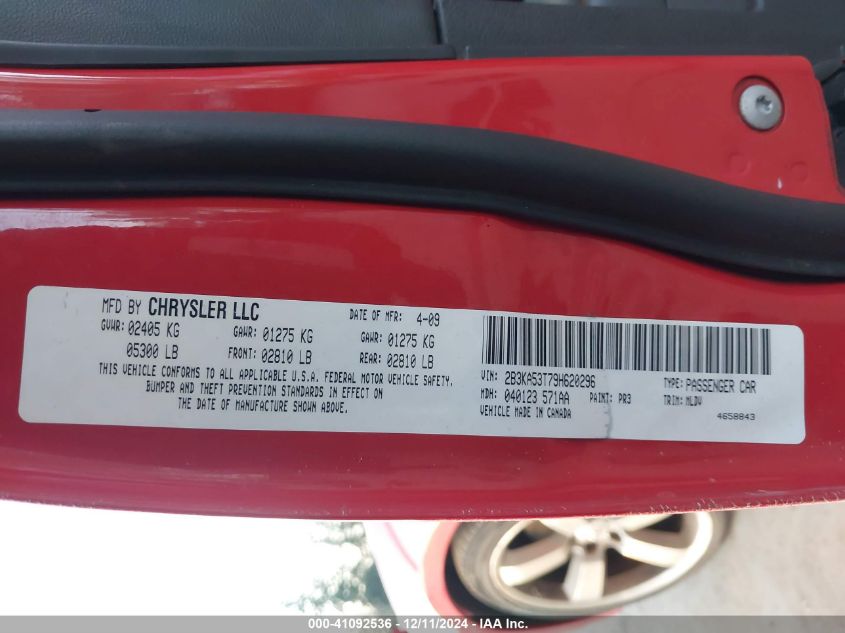 MFD BY CHRYSLER LLC DATE OF MFR: 4-09
GVWR: 02405 KG GAWR: 01275 KG GAWR: 01275 KG
05300 LB FRONT: 02810 LB REAR: 02810 LB
THIS VEHICLE CONFORMS TO ALL APPLICABLE U.S.A. FEDERAL MOTOR VEHICLE SAFETY,
BUMPER AND THEFT PREVENTION STANDARDS IN EFFECT ON
THE DATE OF MANUFACTURE SHOWN ABOVE.
VIN: 2B3KA53T79H620296 TYPE: PASSENGER CAR
MDH: 040123 571AA PAINT: PR3 TRIM: MLDV
VEHICLE MADE IN CANADA 4658843
000-41092536 - 12/11/2024 - IAA Inc.